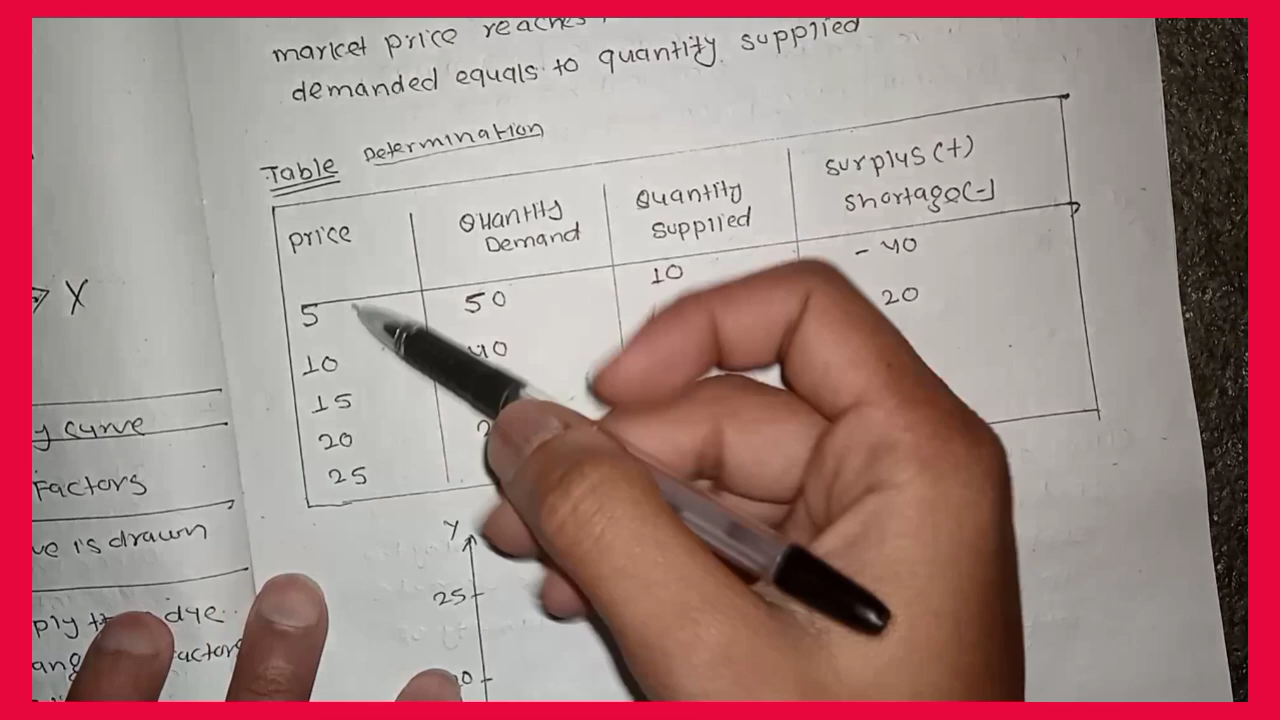 market price reaches
demanded equals to quantity supplied
Table Determination
price Quantity Demand Quantity Supplied surplus (+) shortage (-)
5 50 10 - 40
10 40 20
15
20
25
Y
25
X
curve
Factors
is drawn